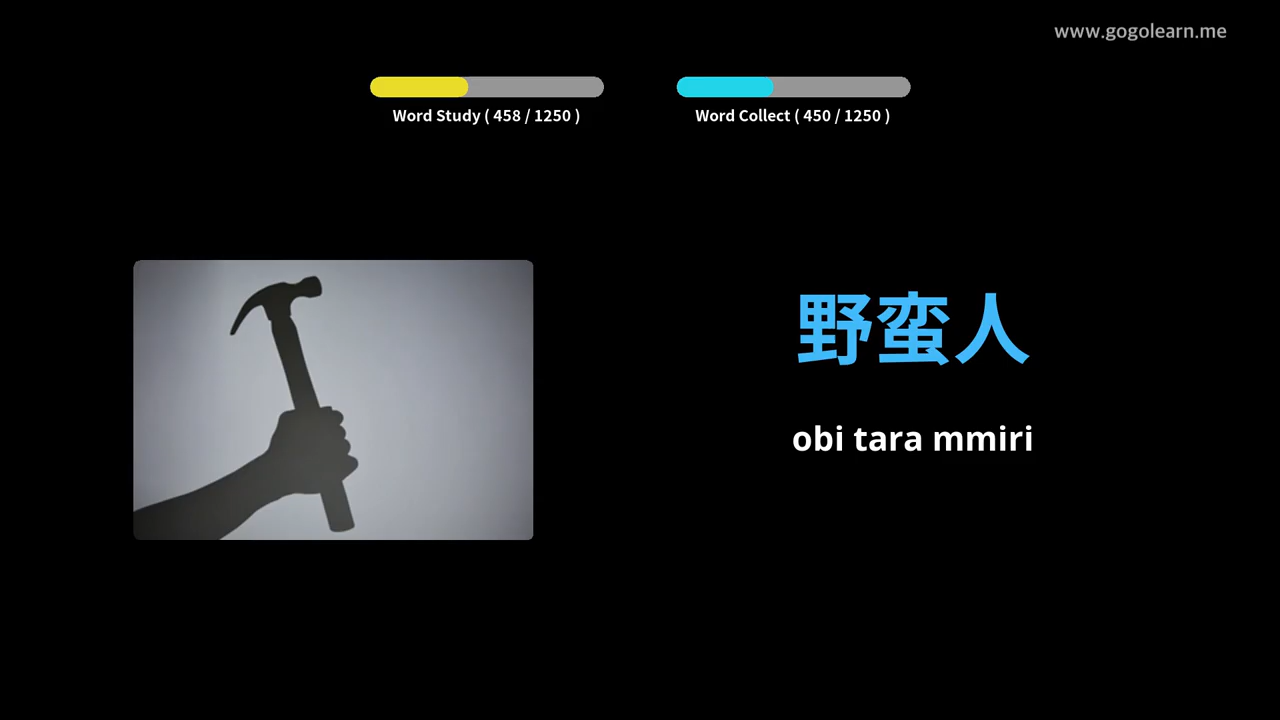 www.gogolearn.me
Word Study ( 458 / 1250 )
Word Collect ( 450 / 1250 )
野蛮人
obi tara mmiri